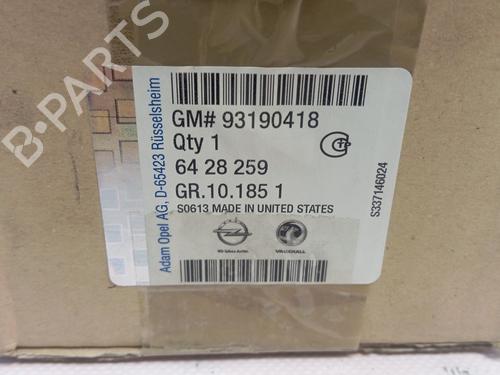 B-PARTS
GM# 93190418
Qty 1
64 28 259
GR.10.185 1
S0613 MADE IN UNITED STATES
VAUXHALL
Adam Opel AG, D-65423 Rüsselsheim
S337146024